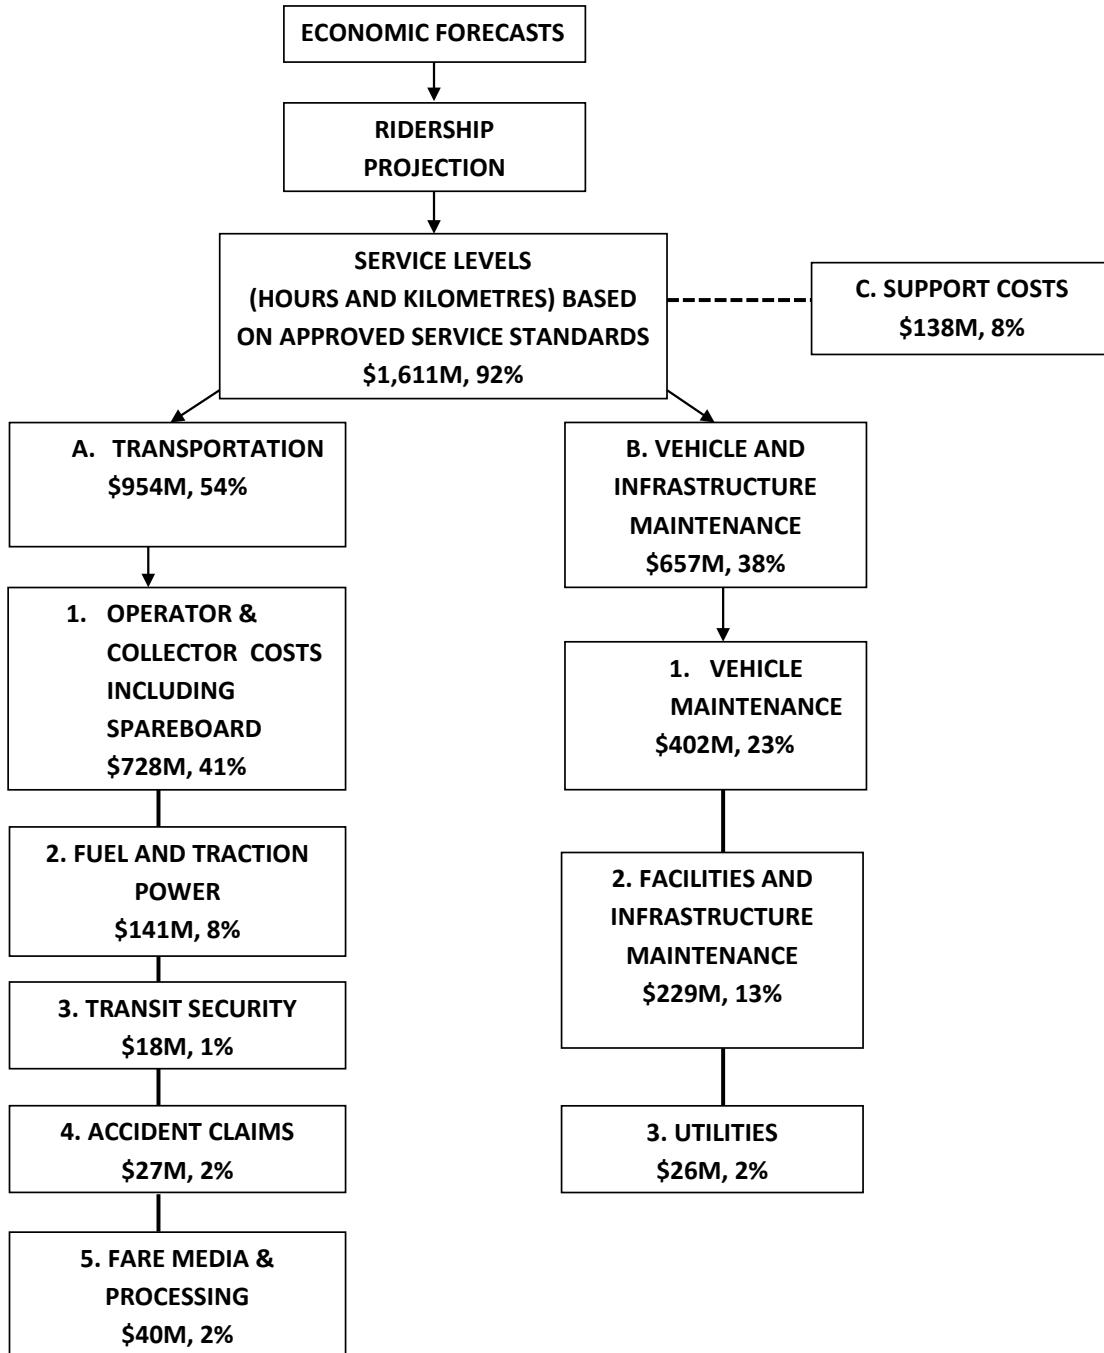 ECONOMIC FORECASTS
RIDERSHIP
PROJECTION
SERVICE LEVELS
(HOURS AND KILOMETRES) BASED
ON APPROVED SERVICE STANDARDS
$1,611M, 92%
C. SUPPORT COSTS
$138M, 8%
A. TRANSPORTATION
$954M, 54%
1. OPERATOR &
COLLECTOR COSTS
INCLUDING
SPAREBOARD
$728M, 41%
2. FUEL AND TRACTION
POWER
$141M, 8%
3. TRANSIT SECURITY
$18M, 1%
4. ACCIDENT CLAIMS
$27M, 2%
5. FARE MEDIA &
PROCESSING
$40M, 2%
B. VEHICLE AND
INFRASTRUCTURE
MAINTENANCE
$657M, 38%
1. VEHICLE
MAINTENANCE
$402M, 23%
2. FACILITIES AND
INFRASTRUCTURE
MAINTENANCE
$229M, 13%
3. UTILITIES
$26M, 2%